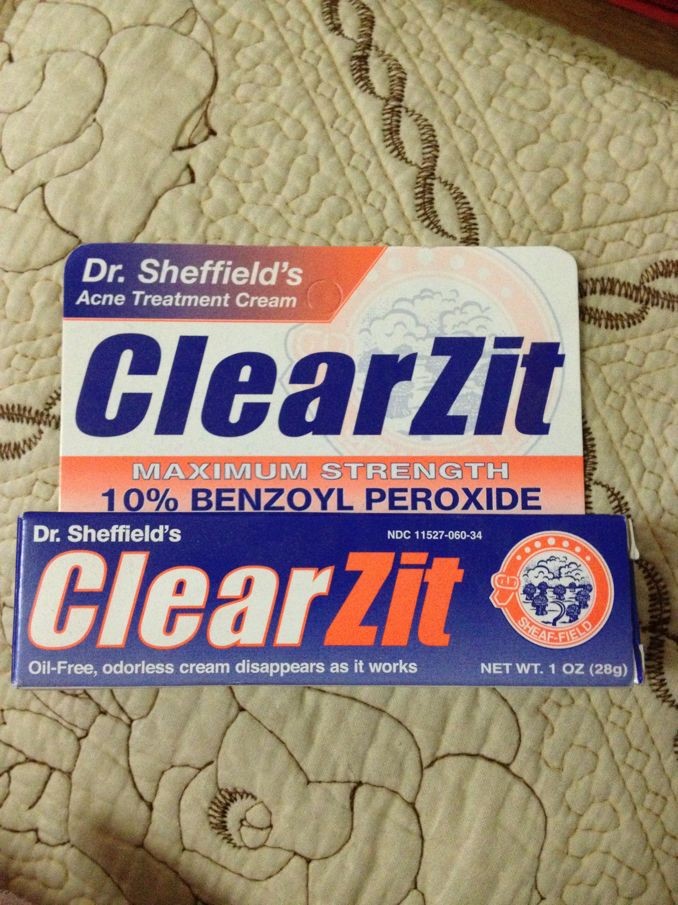 Dr. Sheffield's
Acne Treatment Cream
ClearZit
MAXIMUM STRENGTH
10% BENZOYL PEROXIDE
Dr. Sheffield's
NDC 11527-060-34
ClearZit
SHEAF-FIELD
Oil-Free, odorless cream disappears as it works
NET WT. 1 OZ (28g)